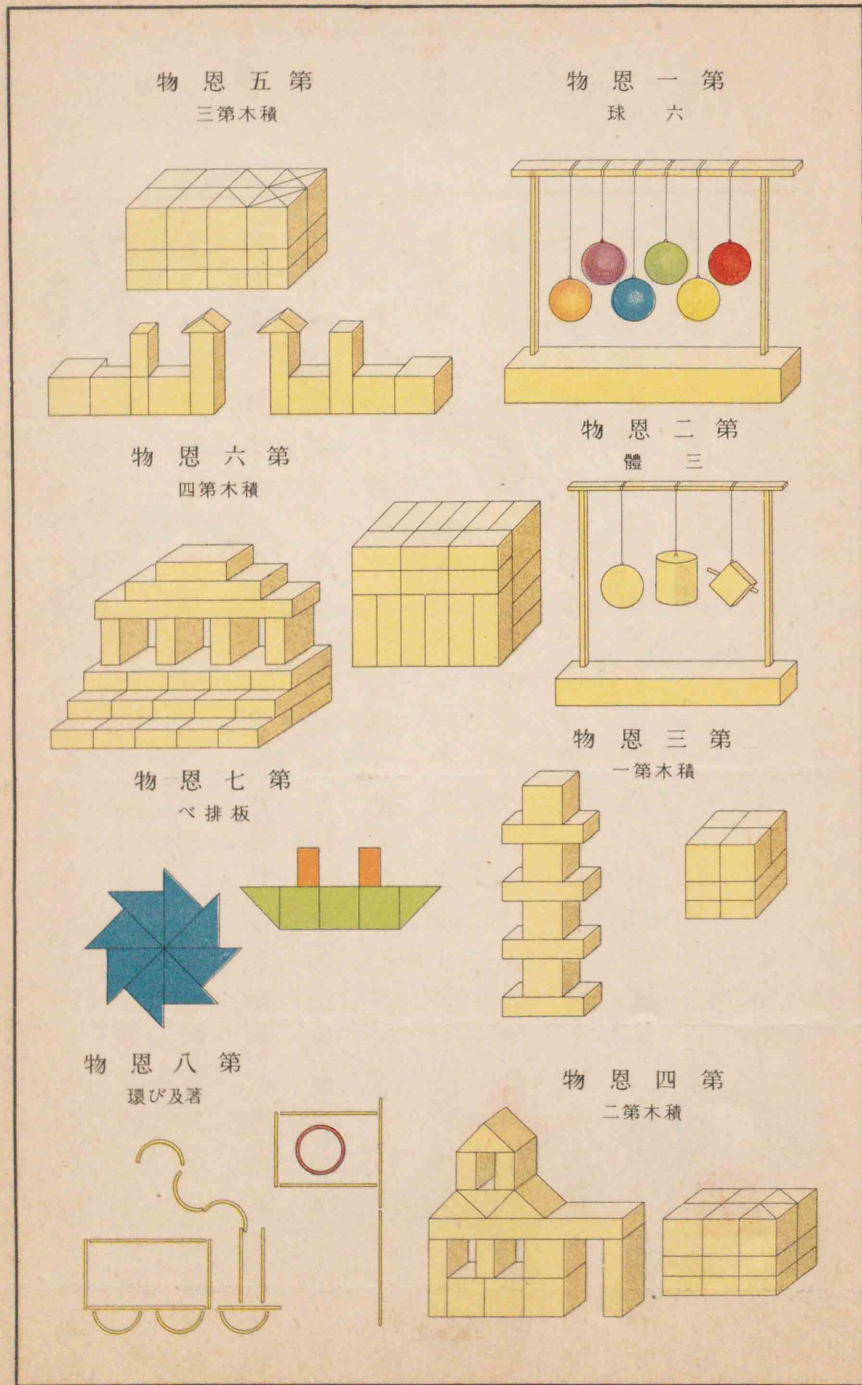 第一恩物
六球
第二恩物
三體
第三恩物
積木第一
第四恩物
積木第二
第五恩物
積木第三
第六恩物
積木第四
第七恩物
板排べ
第八恩物
著及び環